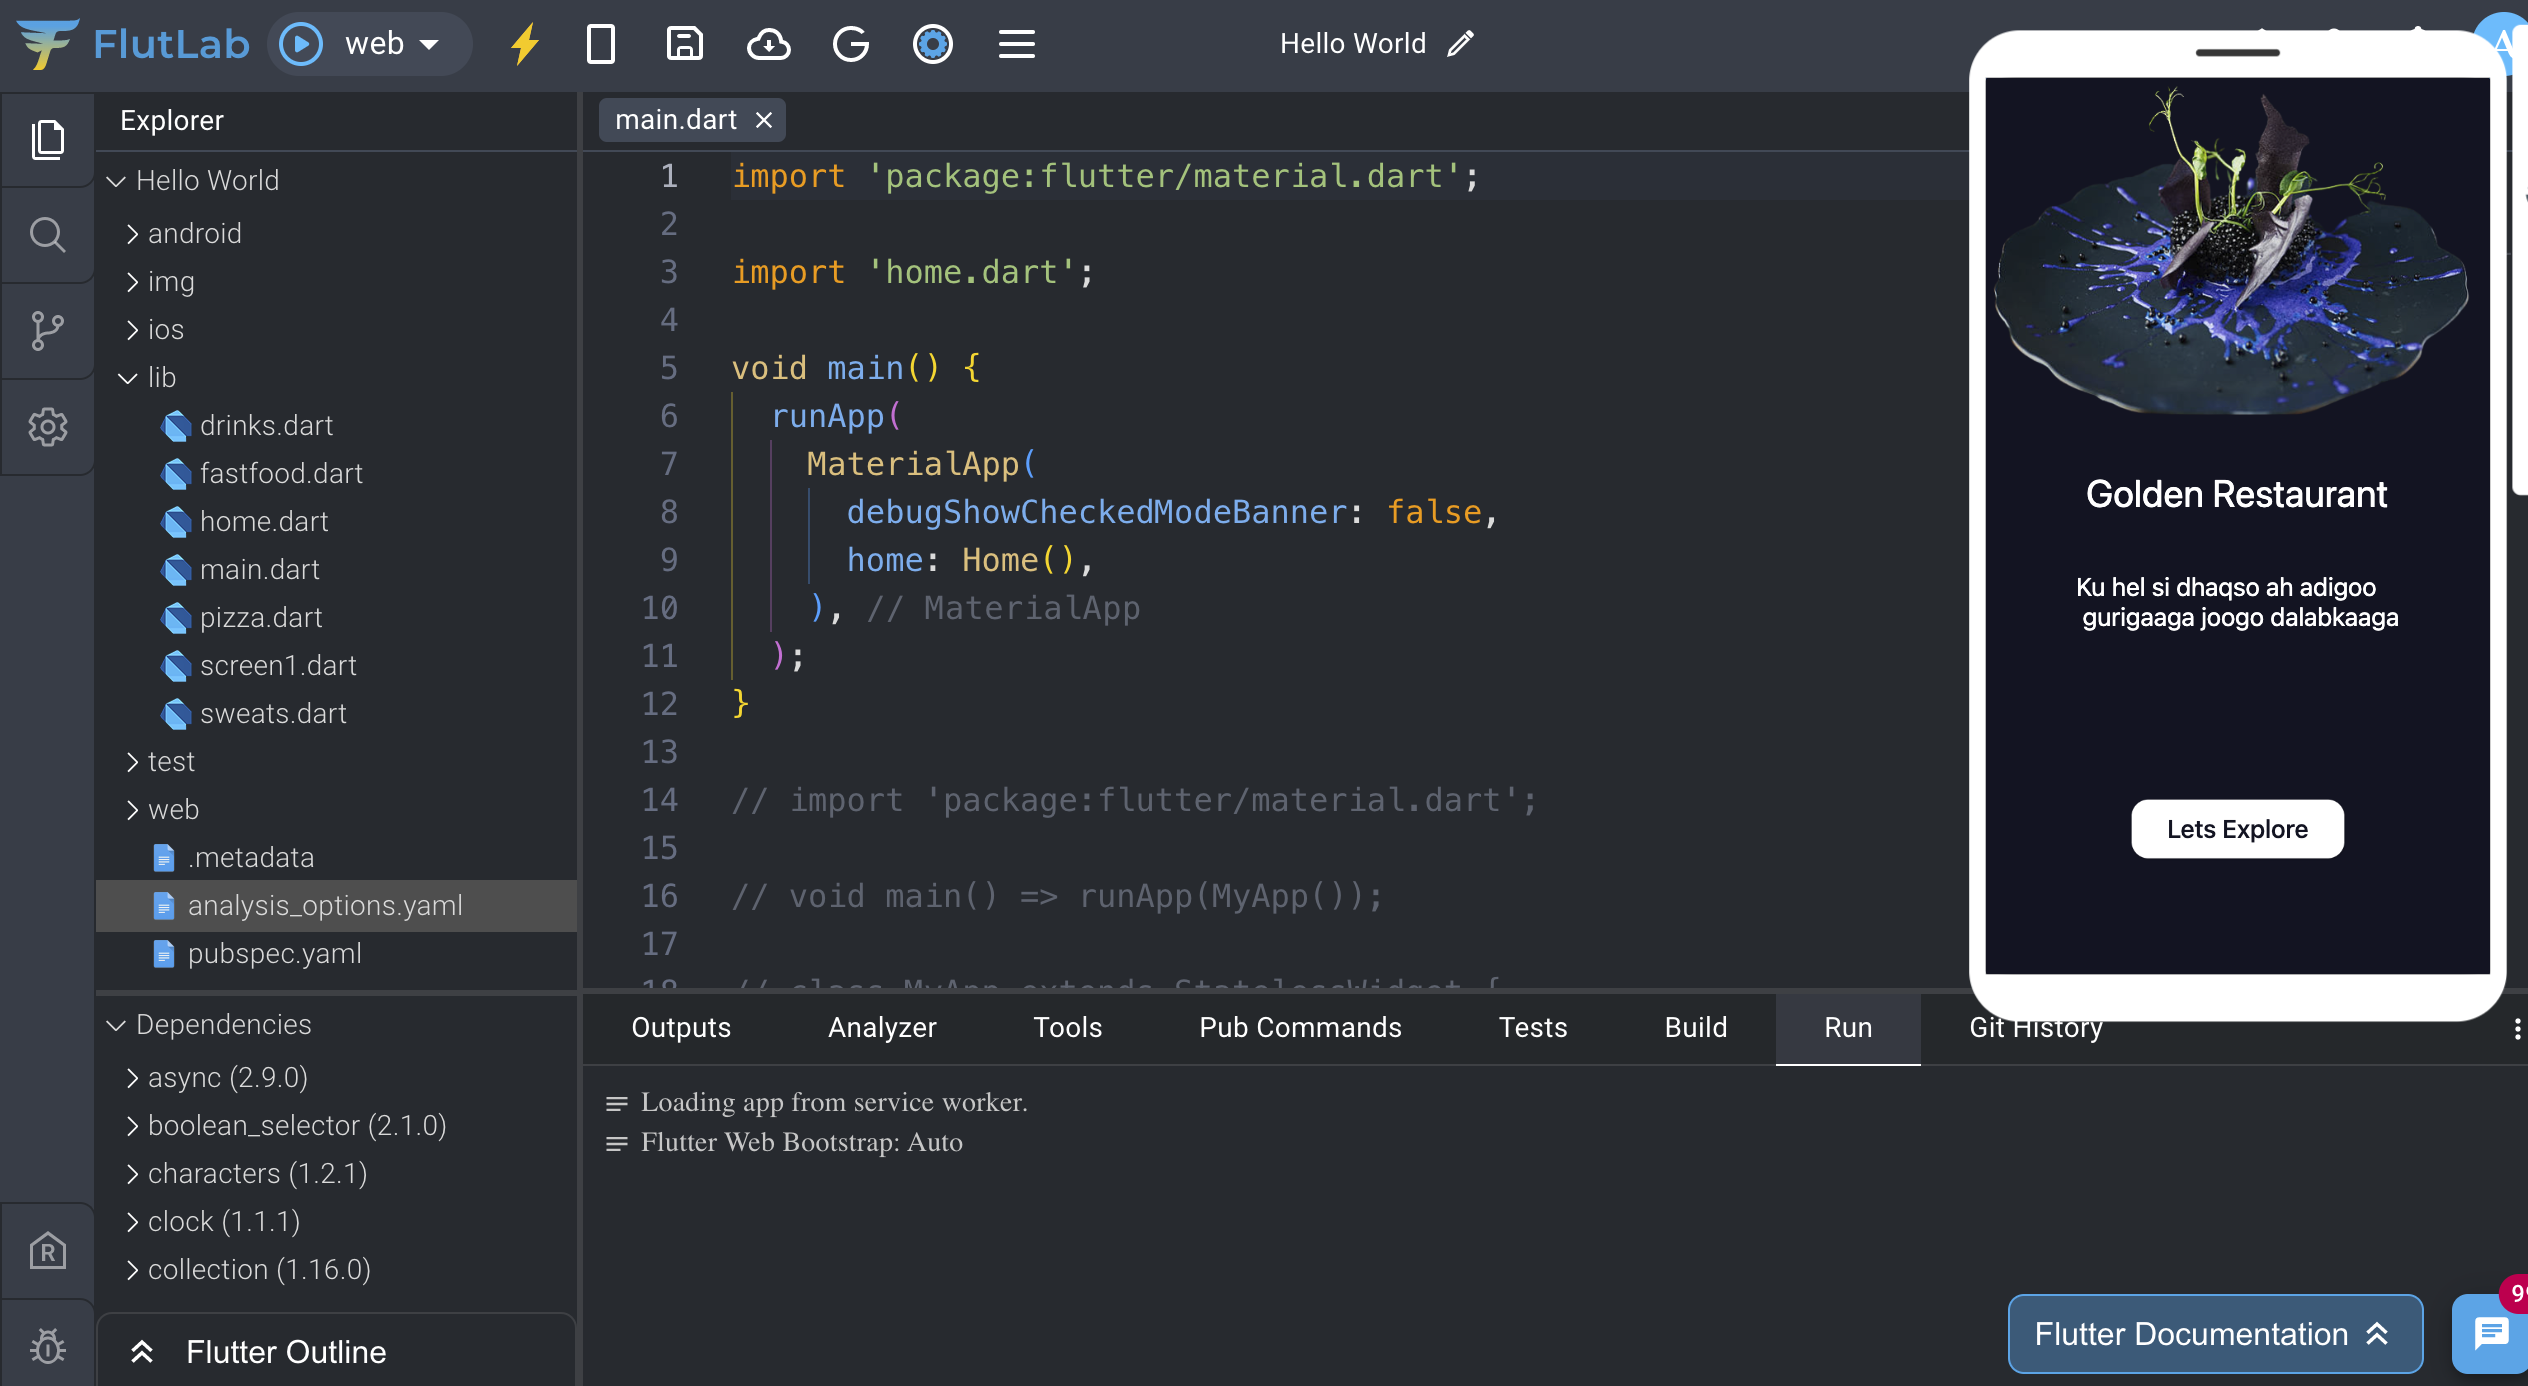 FlutLab
web
Hello World
Explorer
Hello World
android
img
ios
lib
drinks.dart
fastfood.dart
home.dart
main.dart
pizza.dart
screen1.dart
sweats.dart
test
web
.metadata
analysis_options.yaml
pubspec.yaml
Dependencies
async (2.9.0)
boolean_selector (2.1.0)
characters (1.2.1)
clock (1.1.1)
collection (1.16.0)
Flutter Outline
main.dart
1 import 'package:flutter/material.dart';
2
3 import 'home.dart';
4
5 void main() {
6 runApp(
7 MaterialApp(
8 debugShowCheckedModeBanner: false,
9 home: Home(),
10 ), // MaterialApp
11 );
12 }
13
14 // import 'package:flutter/material.dart';
15
16 // void main() => runApp(MyApp());
17
18 // class MyApp extends StatelessWidget {
Golden Restaurant
Ku hel si dhaqso ah adigoo
gurigaaga joogo dalabkaaga
Lets Explore
Outputs Analyzer Tools Pub Commands Tests Build Run Git History
Loading app from service worker.
Flutter Web Bootstrap: Auto
Flutter Documentation